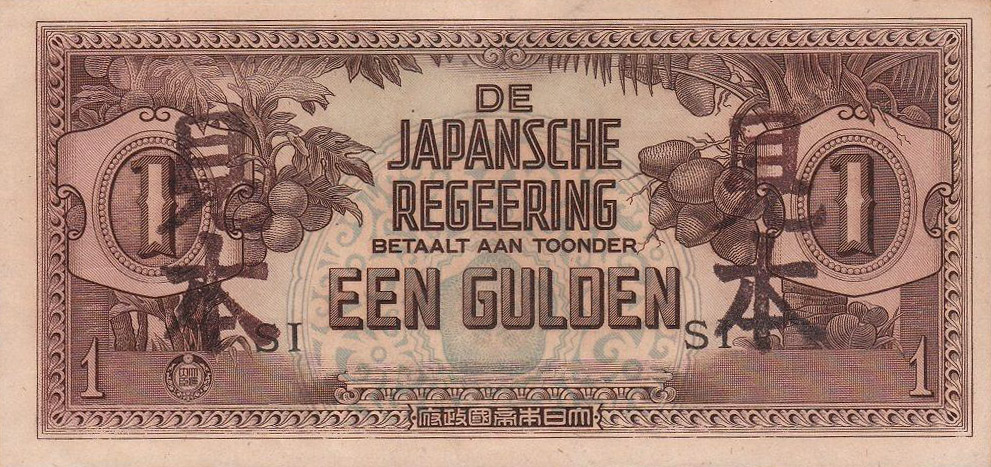 DE
JAPANSCHE
REGEERING
BETAALT AAN TOONDER
EEN GULDEN
1
1
見本
見本
SI
SI
1
1
府政國帝本日大